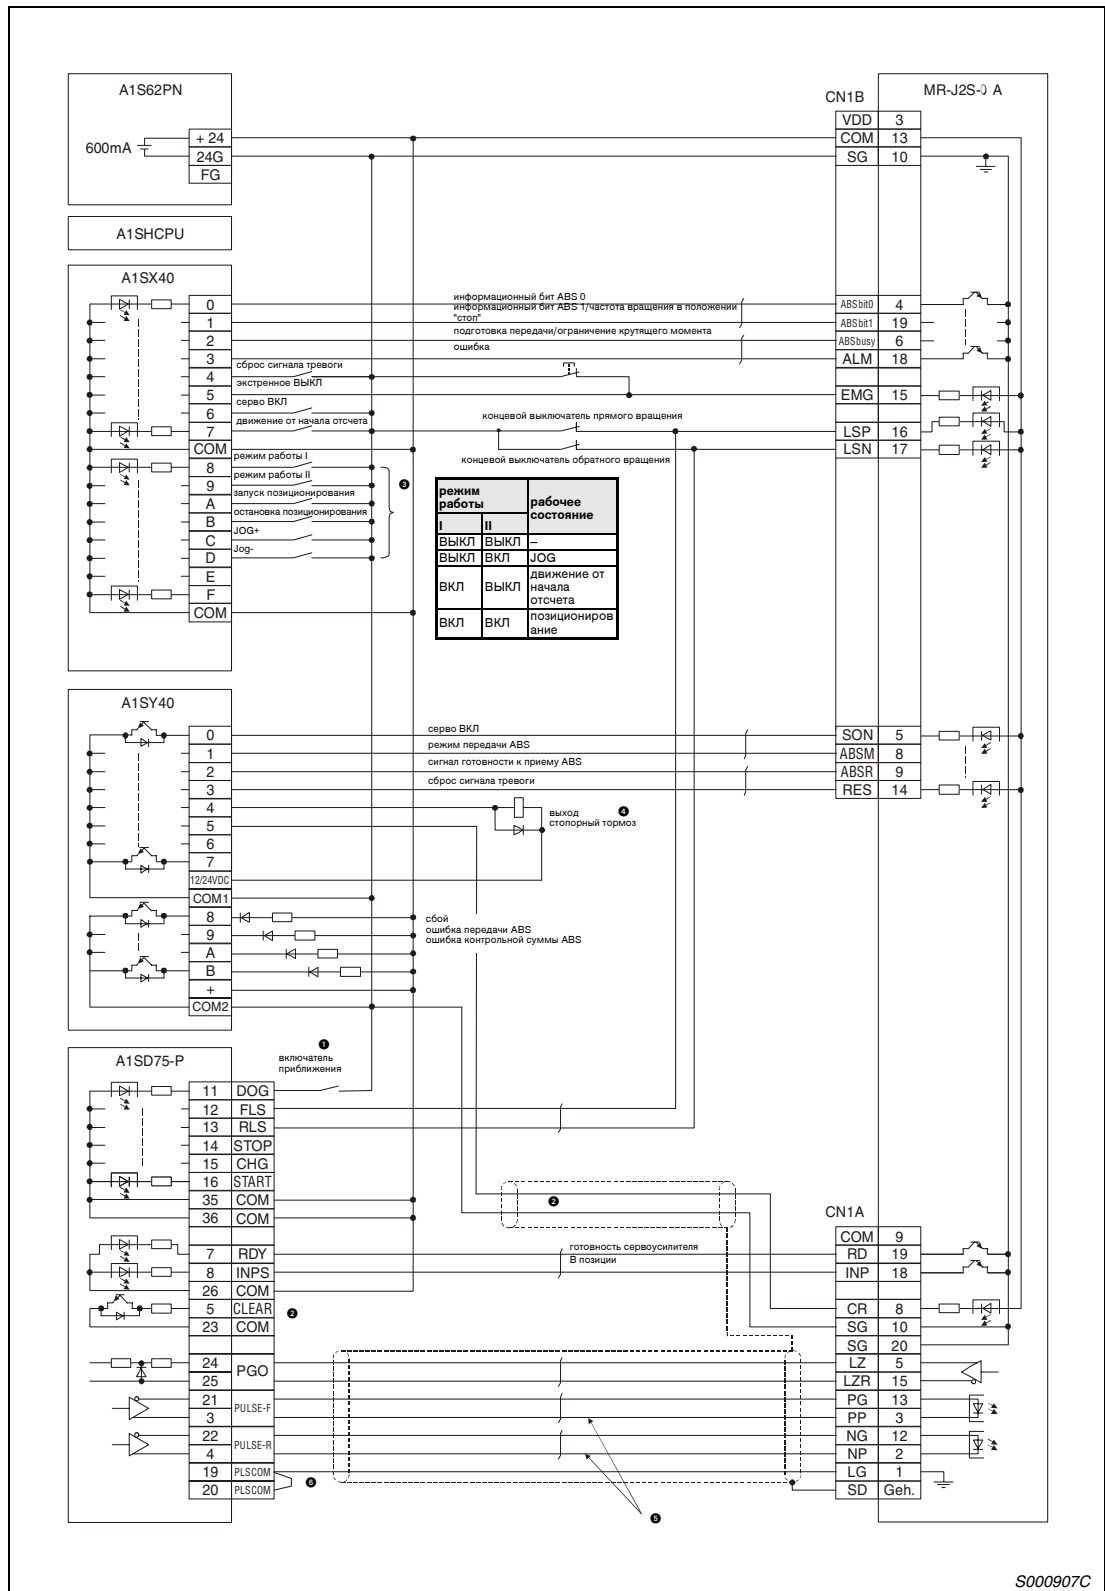 A1S62PN
600mA
+ 24
24G
FG
A1SHCPU
A1SX40
0
1
2
3
4
5
6
7
COM
8
9
A
B
C
D
E
F
COM
информационный бит ABS 0
информационный бит ABS 1/частота вращения в положении
"стоп"
подготовка передачи/ограничение крутящего момента
ошибка
сброс сигнала тревоги
экстренное ВЫКЛ
серво ВКЛ
движение от начала отсчета
режим работы I
режим работы II
запуск позиционирования
остановка позиционирования
JOG+
Jog-
❸
концевой выключатель прямого вращения
концевой выключатель обратного вращения
режим работы
рабочее состояние
I II
ВЫКЛ ВЫКЛ –
ВЫКЛ ВКЛ JOG
ВКЛ ВЫКЛ движение от
начала
отсчета
ВКЛ ВКЛ позициониров
ание
CN1B
MR-J2S-() A
VDD 3
COM 13
SG 10
ABSbit0 4
ABSbit1 19
ABSbusy 6
ALM 18
EMG 15
LSP 16
LSN 17
SON 5
ABSM 8
ABSR 9
RES 14
A1SY40
0
1
2
3
4
5
6
7
12/24VDC
COM1
8
9
A
B
+
COM2
серво ВКЛ
режим передачи ABS
сигнал готовности к приему ABS
сброс сигнала тревоги
выход ❹
стопорный тормоз
сбой
ошибка передачи ABS
ошибка контрольной суммы ABS
A1SD75-P
❶
включатель
приближения
11 DOG
12 FLS
13 RLS
14 STOP
15 CHG
16 START
35 COM
36 COM
7 RDY
8 INPS
26 COM
5 CLEAR
23 COM
❷
24
25
PGO
21
3
PULSE-F
22
4
PULSE-R
19 PLSCOM
20 PLSCOM
❻
❷
готовность сервоусилителя
В позиции
❺
CN1A
COM 9
RD 19
INP 18
CR 8
SG 10
SG 20
LZ 5
LZR 15
PG 13
PP 3
NG 12
NP 2
LG 1
SD Geh.
S000907C